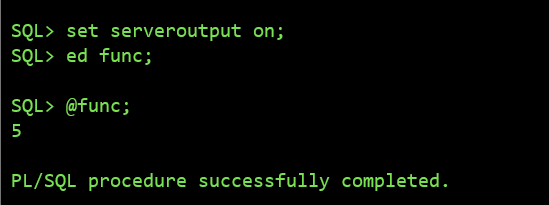 SQL> set serveroutput on;
SQL> ed func;
SQL> @func;
5
PL/SQL procedure successfully completed.